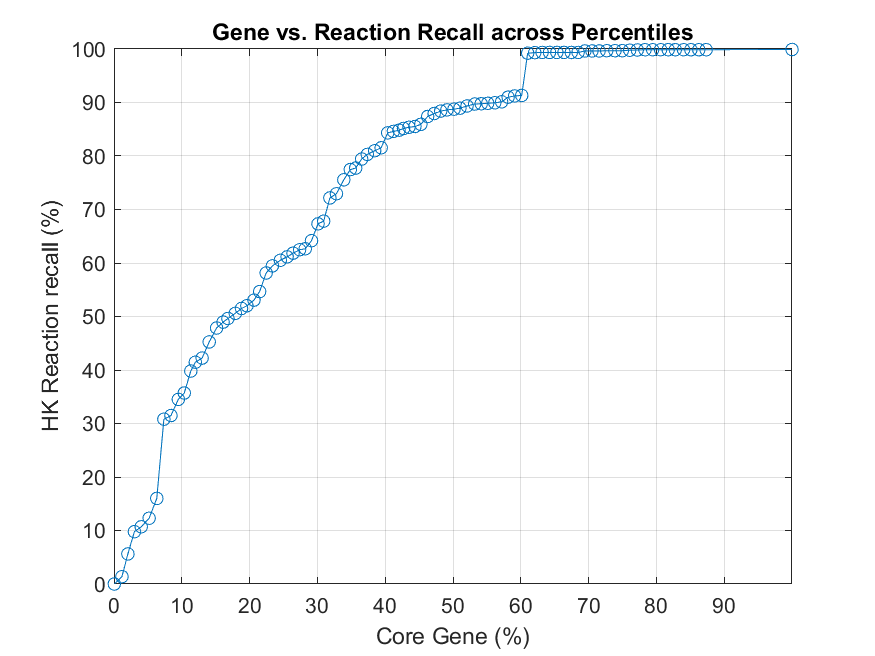 Gene vs. Reaction Recall across Percentiles
100
90
80
70
60
50
40
30
20
10
0
HK Reaction recall (%)
0 10 20 30 40 50 60 70 80 90
Core Gene (%)